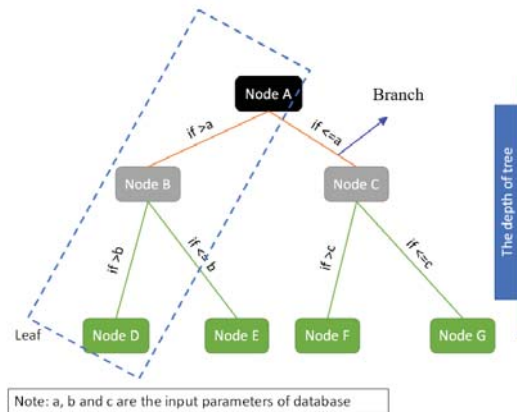 Node A
Branch
if >a
if <=a
Node B
Node C
The depth of tree
if >b
if <= b
if >c
if <=c
Leaf
Node D
Node E
Node F
Node G
Note: a, b and c are the input parameters of database